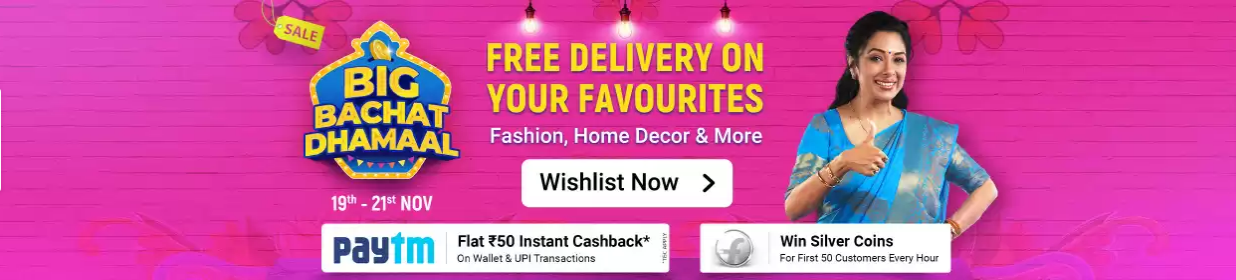 SALE
BIG
BACHAT
DHAMAAL
19th - 21st NOV
FREE DELIVERY ON
YOUR FAVOURITES
Fashion, Home Decor & More
Wishlist Now
paytm
Flat ₹50 Instant Cashback*
On Wallet & UPI Transactions
*T&C APPLY
Win Silver Coins
For First 50 Customers Every Hour